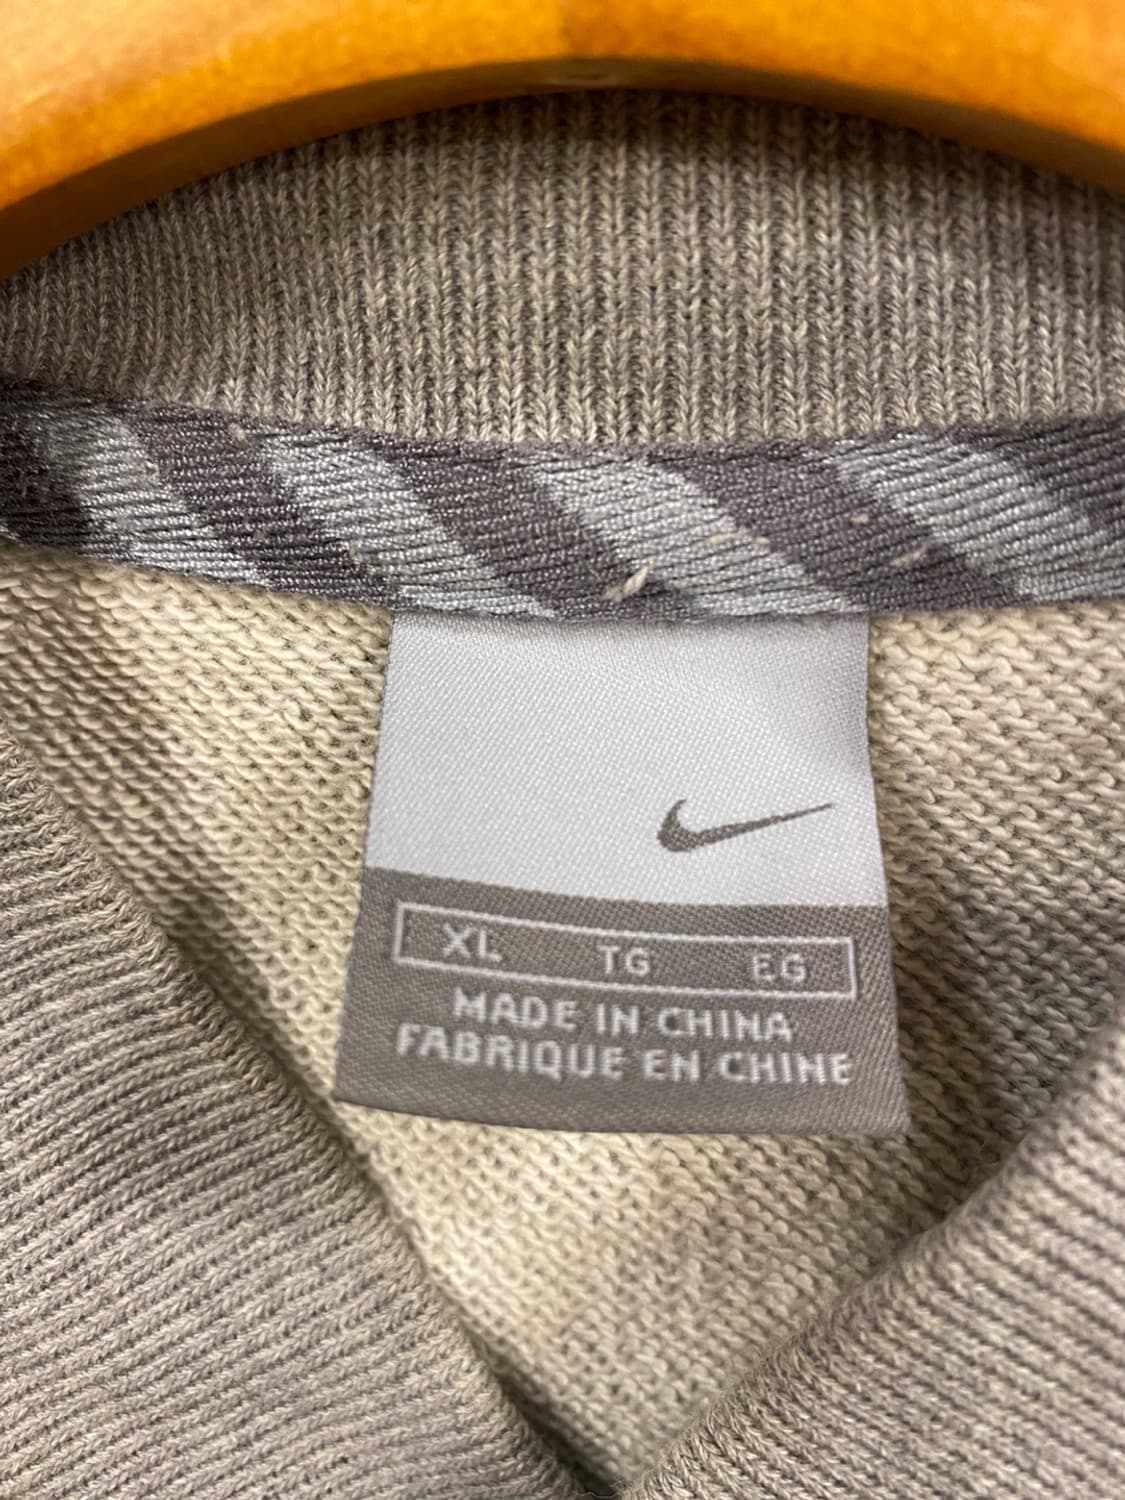 XL TG EG
MADE IN CHINA
FABRIQUE EN CHINE